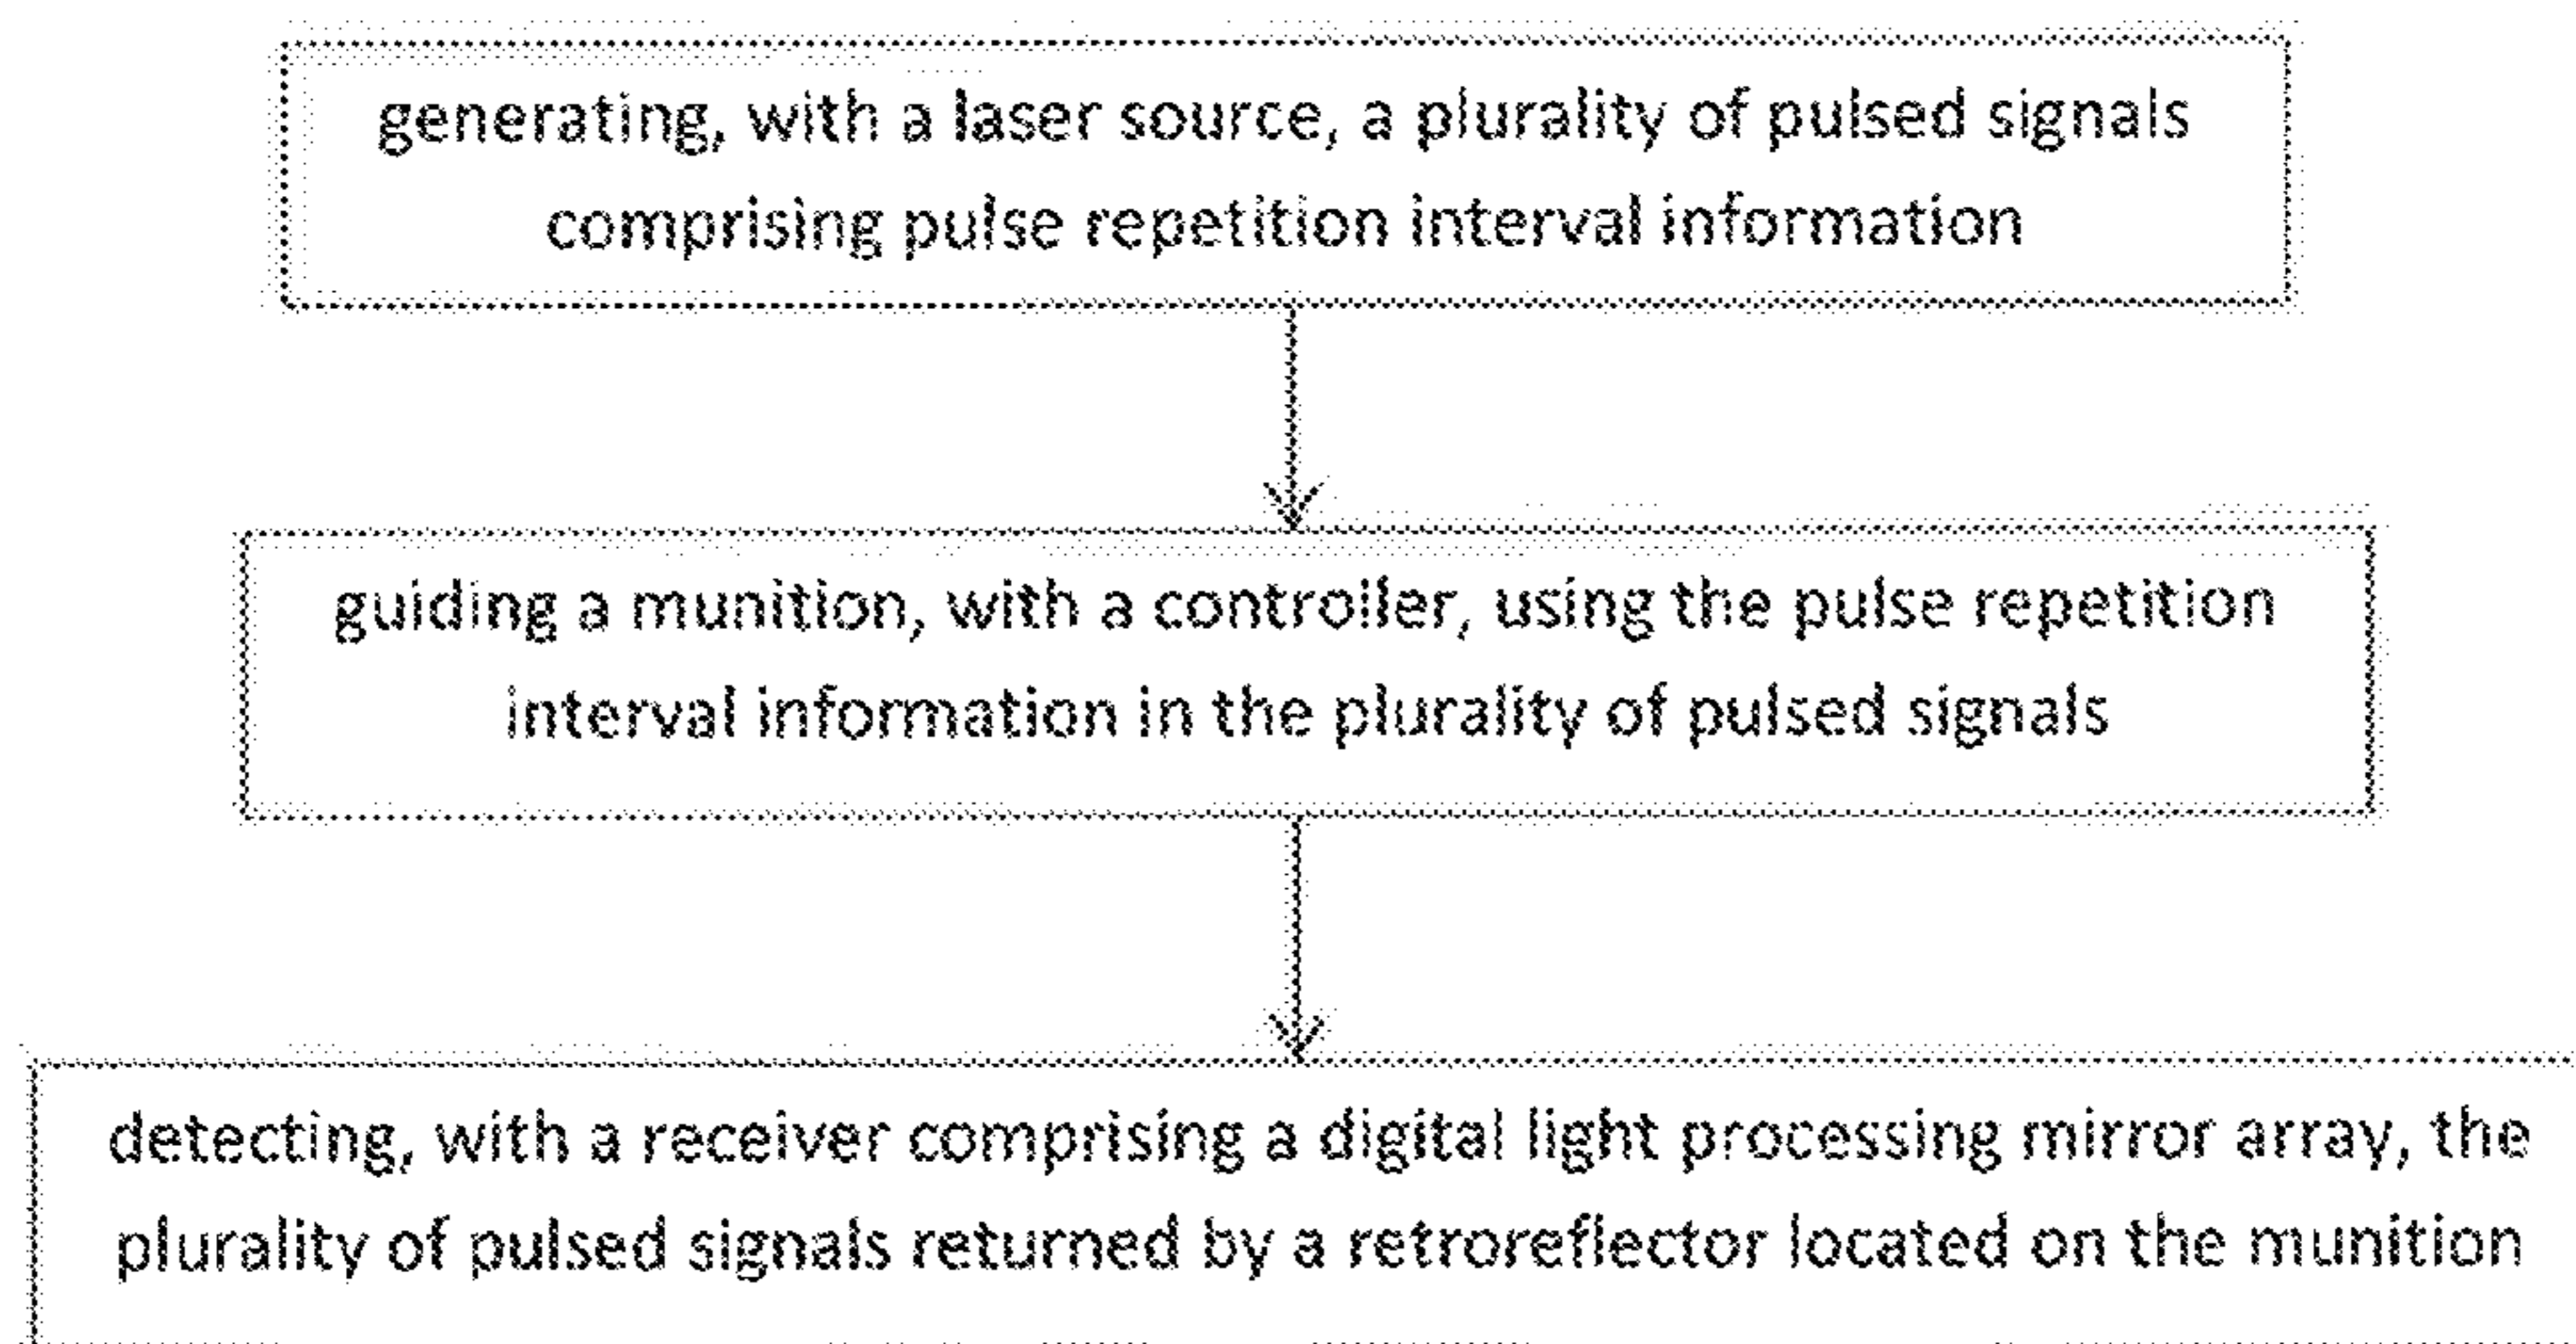 generating, with a laser source, a plurality of pulsed signals
comprising pulse repetition interval information
guiding a munition, with a controller, using the pulse repetition
interval information in the plurality of pulsed signals
detecting, with a receiver comprising a digital light processing mirror array, the
plurality of pulsed signals returned by a retroreflector located on the munition